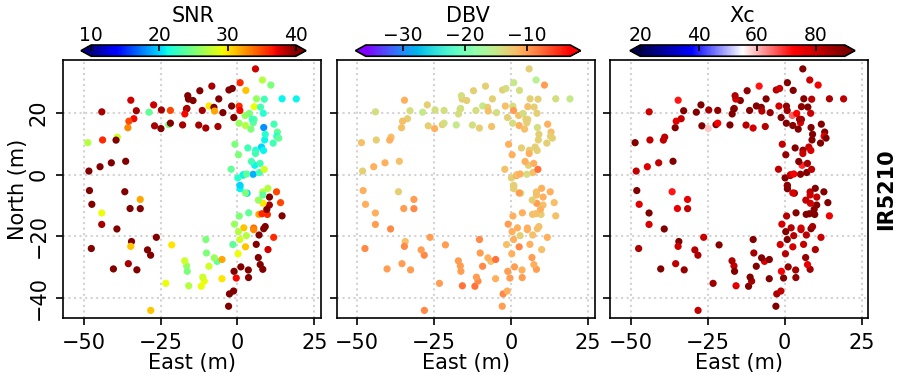 SNR DBV Xc
10 20 30 40 −30 −20 −10 20 40 60 80
20
0
−20
−40
North (m)
IR5210
−50 −25 0 25 −50 −25 0 25 −50 −25 0 25
East (m) East (m) East (m)